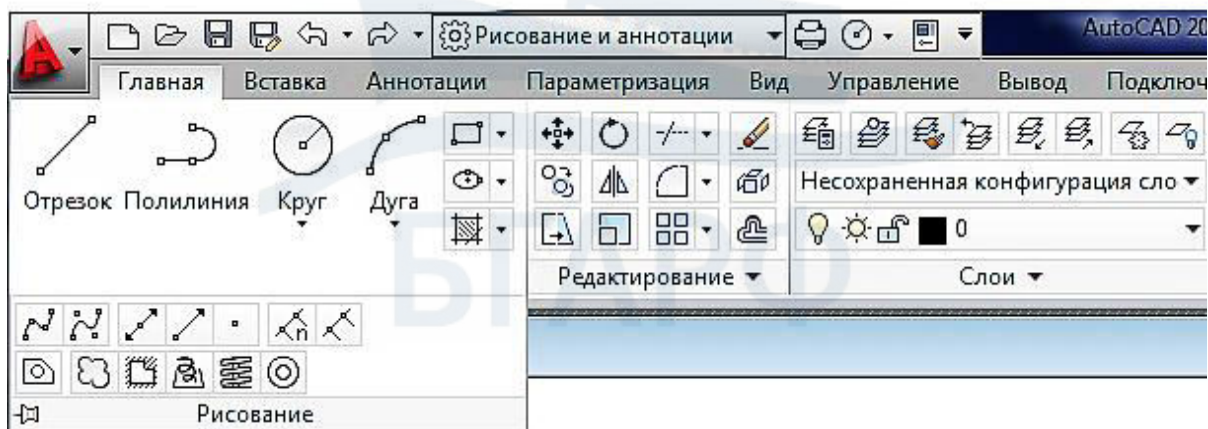 Рисование и аннотации
AutoCAD 20
Главная Вставка Аннотации Параметризация Вид Управление Вывод Подключ
Отрезок Полилиния Круг Дуга
Несохраненная конфигурация сло
0
Редактирование Слои
Рисование
БГАРФ